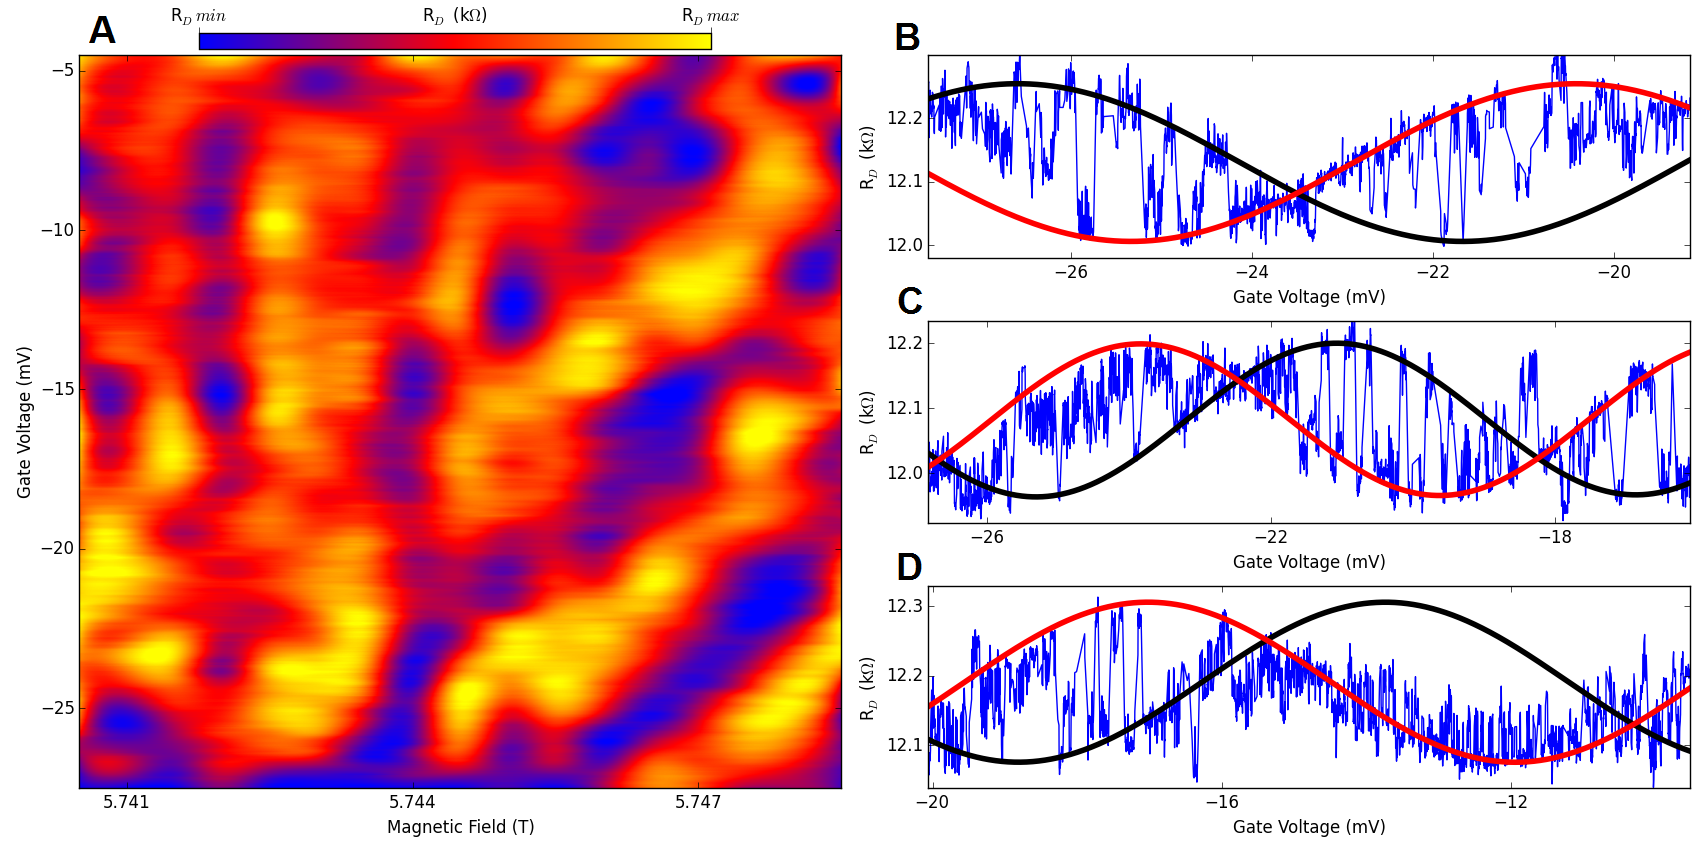 A
R_D min
R_D (kΩ)
R_D max
−5
−10
−15
−20
−25
Gate Voltage (mV)
5.741
5.744
5.747
Magnetic Field (T)
B
12.2
12.1
12.0
R_D (kΩ)
−26
−24
−22
−20
Gate Voltage (mV)
C
12.2
12.1
12.0
R_D (kΩ)
−26
−22
−18
Gate Voltage (mV)
D
12.3
12.2
12.1
R_D (kΩ)
−20
−16
−12
Gate Voltage (mV)